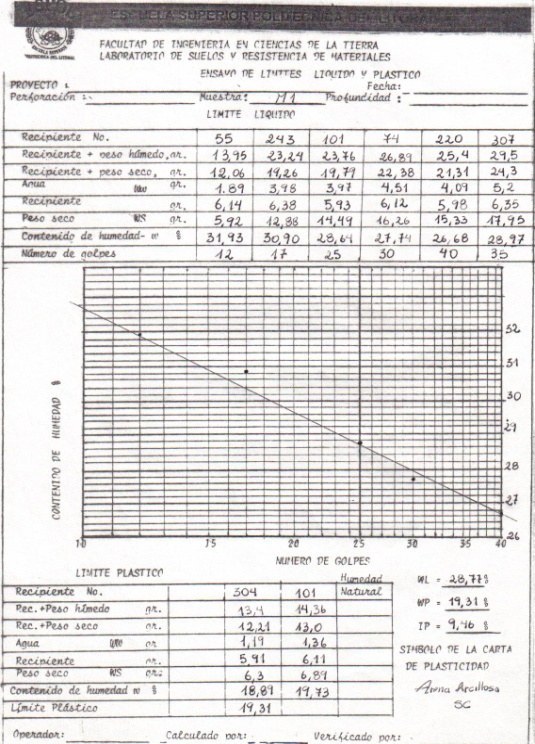 ESCUELA SUPERIOR POLITECNICA DEL LITORAL
FACULTAD DE INGENIERIA EN CIENCIAS DE LA TIERRA
LABORATORIO DE SUELOS Y RESISTENCIA DE MATERIALES
ENSAYO DE LIMITES LIQUIDO Y PLASTICO
PROYECTO : Fecha:
Perforación : Muestra: M1 Profundidad :
LIMITE LIQUIDO
Recipiente No. 55 243 101 74 220 307
Recipiente + peso húmedo, gr. 13,95 23,24 23,76 26,89 25,4 29,5
Recipiente + peso seco, gr. 12,06 19,26 19,79 22,38 21,31 24,3
Agua Ww gr. 1.89 3,98 3,97 4,51 4,09 5,2
Recipiente gr. 6,14 6,38 5,93 6,12 5,98 6,35
Peso seco WS gr. 5,92 12,88 14,49 16,26 15,33 17,95
Contenido de humedad- w % 31,93 30,90 28,64 27,74 26,68 28,97
Número de golpes 12 17 25 30 40 35
CONTENIDO DE HUMEDAD %
32
31
30
29
28
27
26
10 15 20 25 30 35 40
NUMERO DE GOLPES
LIMITE PLASTICO
Recipiente No. 504 101 Humedad Natural
Rec.+Peso húmedo gr. 13,4 14,36
Rec.+Peso seco gr. 12,21 13,0
Agua Ww gr. 1,19 1,36
Recipiente gr. 5,91 6,11
Peso seco WS gr. 6,3 6,89
Contenido de humedad w % 18,89 19,73
Límite Plástico 19,31
WL = 28,77 %
WP = 19,31 %
IP = 9,46 %
SIMBOLO DE LA CARTA
DE PLASTICIDAD
Arena Arcillosa
SC
Operador: Calculado por: Verificado por: